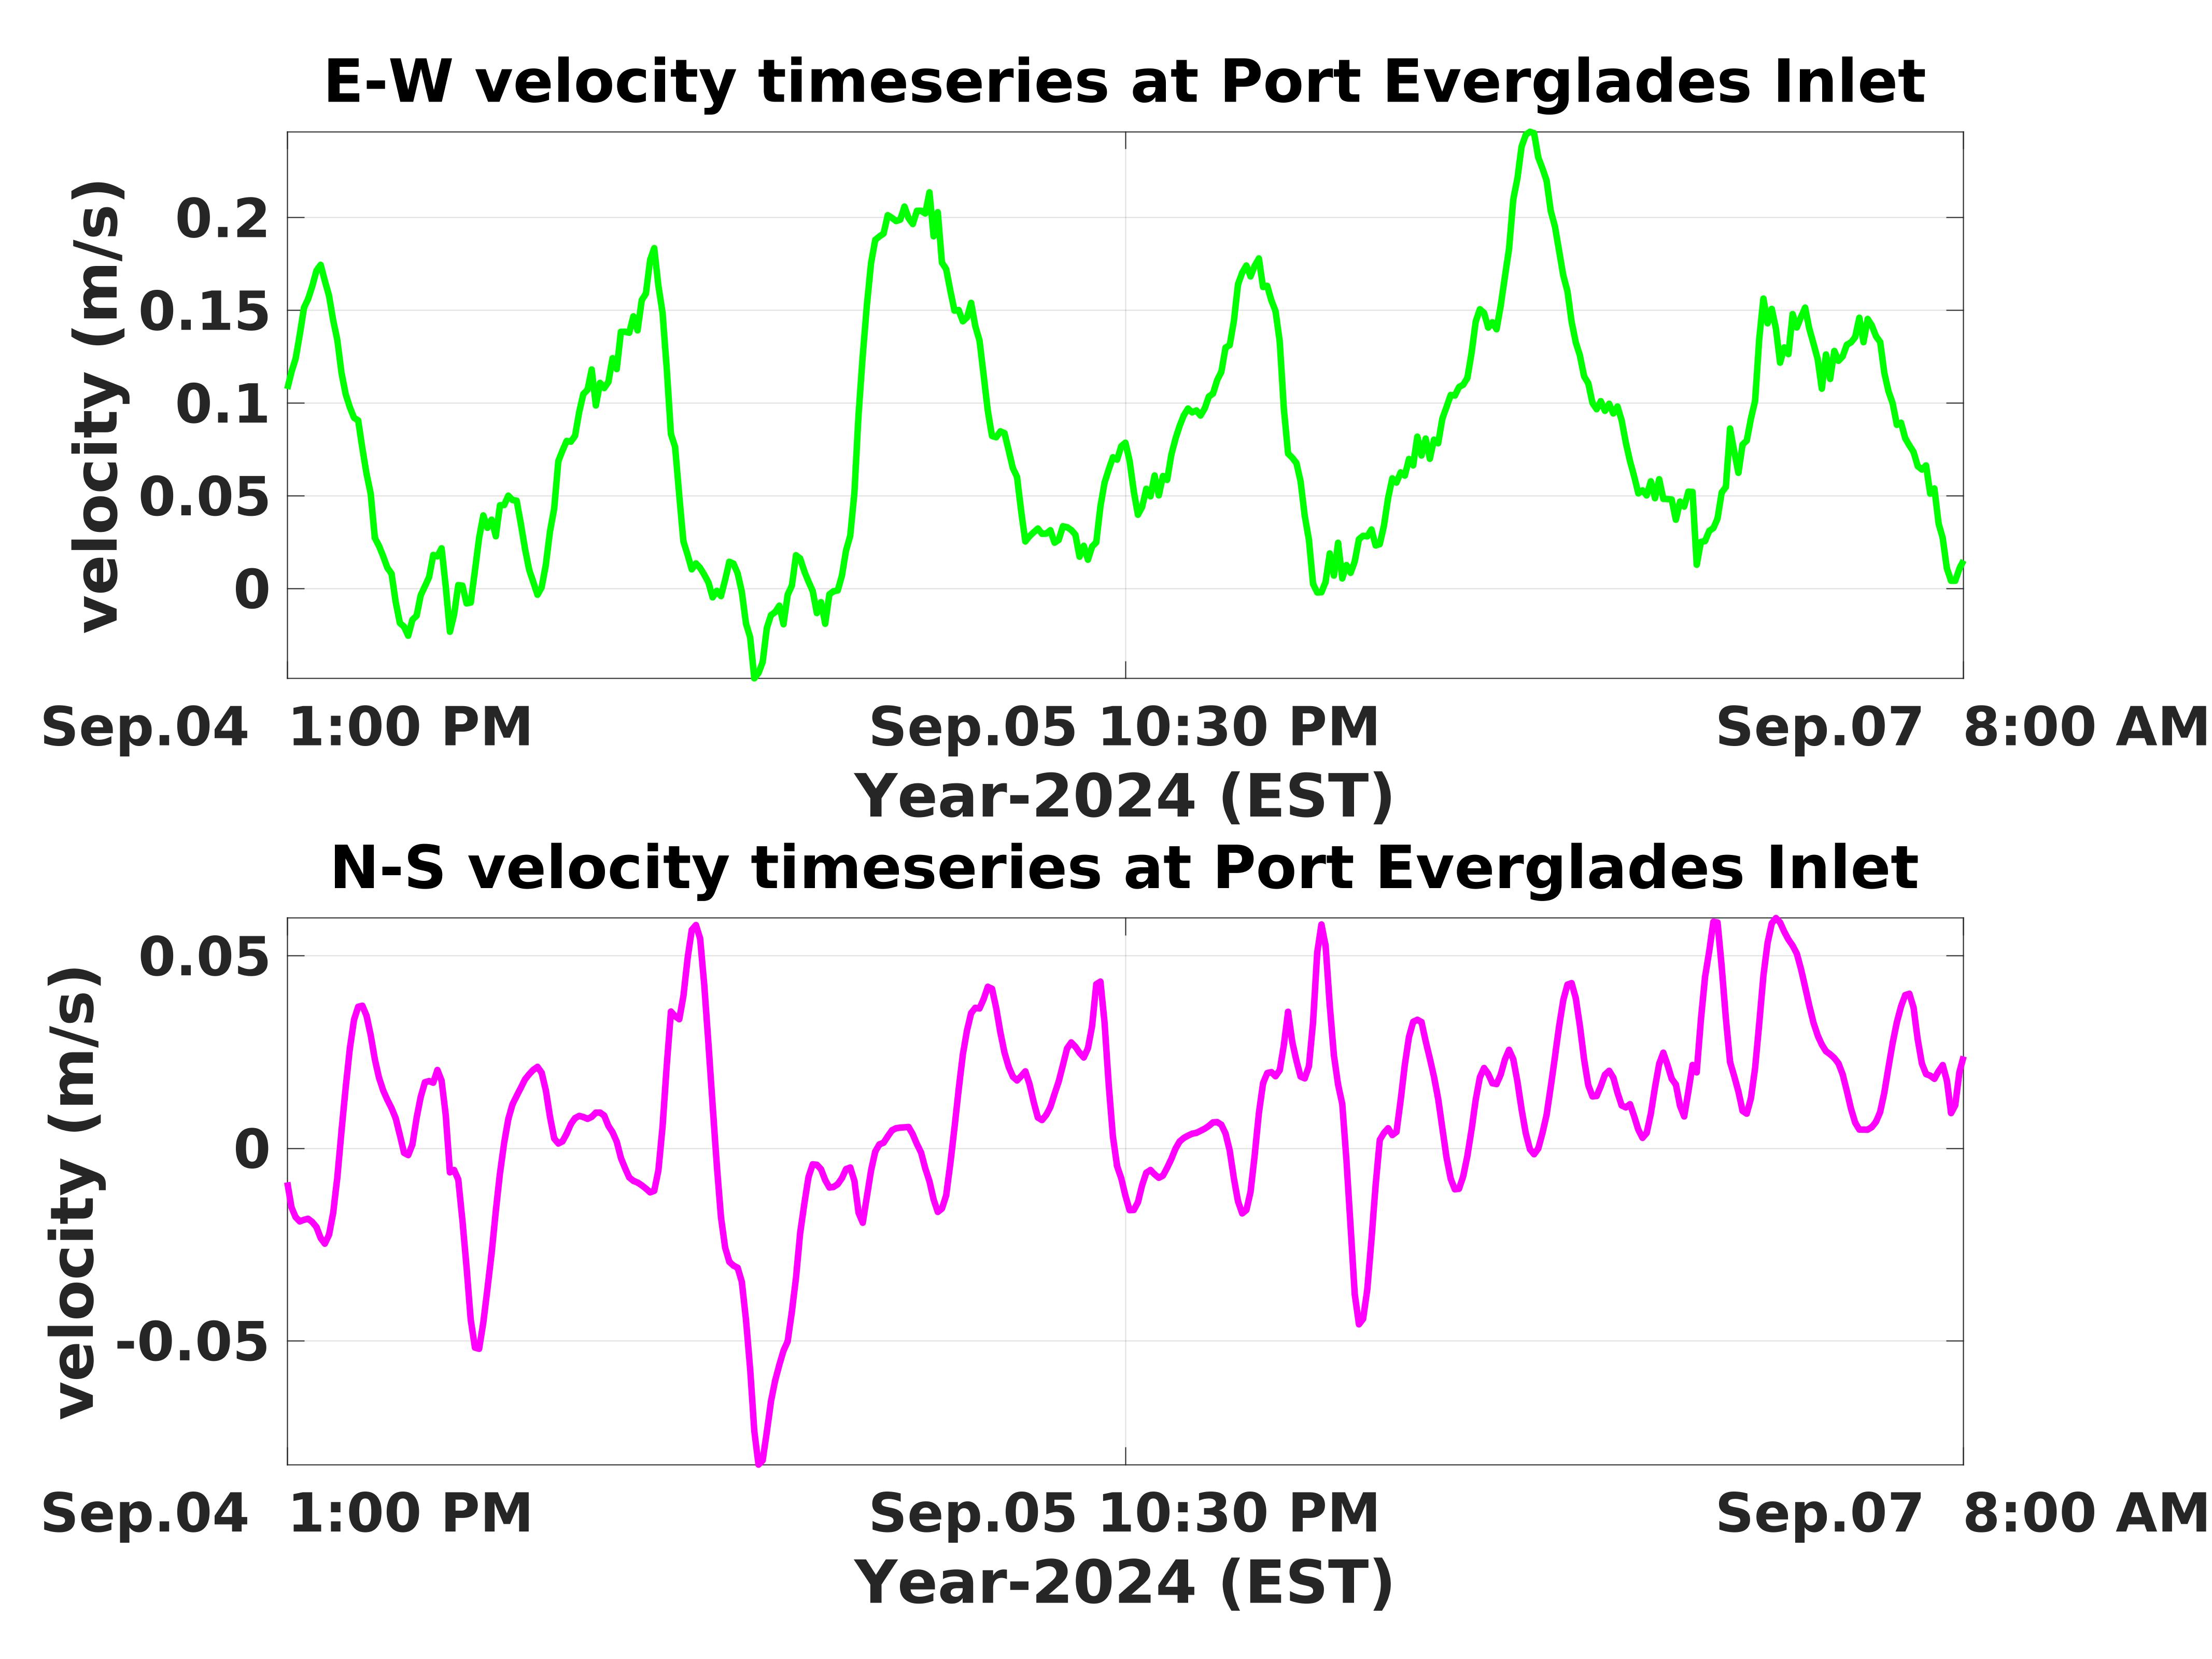 E-W velocity timeseries at Port Everglades Inlet
velocity (m/s)
0.2
0.15
0.1
0.05
0
Sep.04 1:00 PM
Sep.05 10:30 PM
Sep.07 8:00 AM
Year-2024 (EST)
N-S velocity timeseries at Port Everglades Inlet
velocity (m/s)
0.05
0
-0.05
Sep.04 1:00 PM
Sep.05 10:30 PM
Sep.07 8:00 AM
Year-2024 (EST)